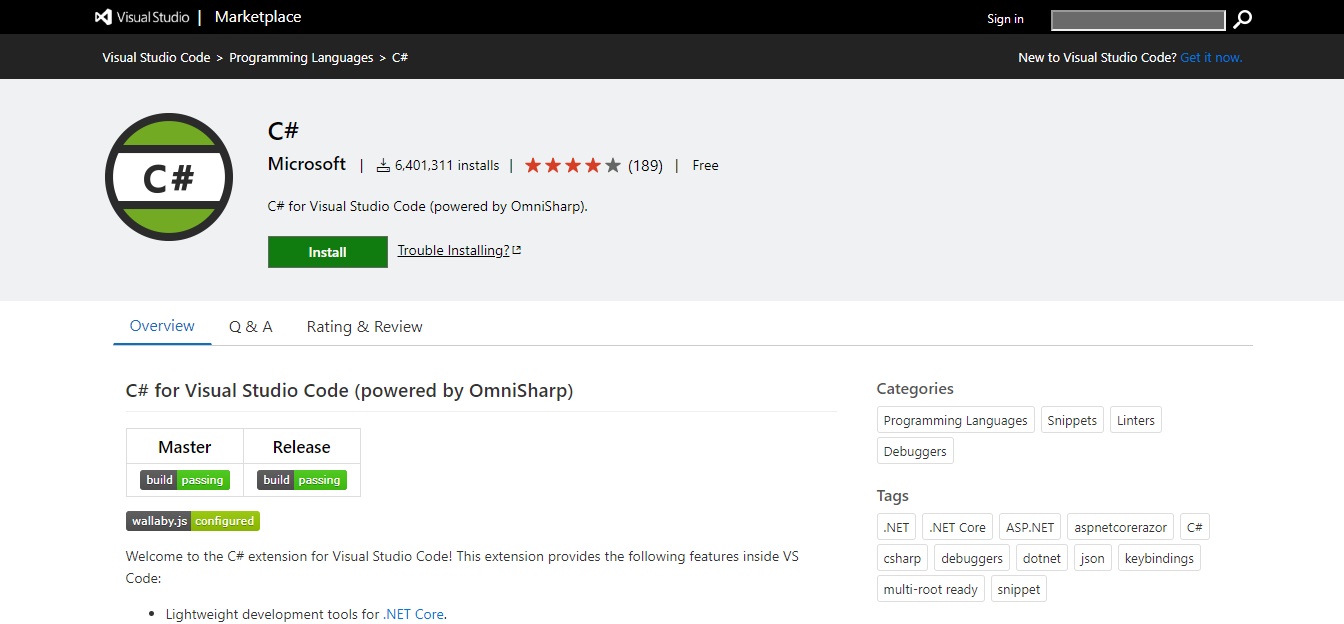 Visual Studio | Marketplace
Sign in
Visual Studio Code > Programming Languages > C#
New to Visual Studio Code? Get it now.
C#
C#
Microsoft | 6,401,311 installs | (189) | Free
C# for Visual Studio Code (powered by OmniSharp).
Install Trouble Installing?
Overview Q & A Rating & Review
C# for Visual Studio Code (powered by OmniSharp)
Master Release
build passing build passing
wallaby.js configured
Welcome to the C# extension for Visual Studio Code! This extension provides the following features inside VS
Code:
• Lightweight development tools for .NET Core.
Categories
Programming Languages Snippets Linters
Debuggers
Tags
.NET .NET Core ASP.NET aspnetcorerazor C#
csharp debuggers dotnet json keybindings
multi-root ready snippet